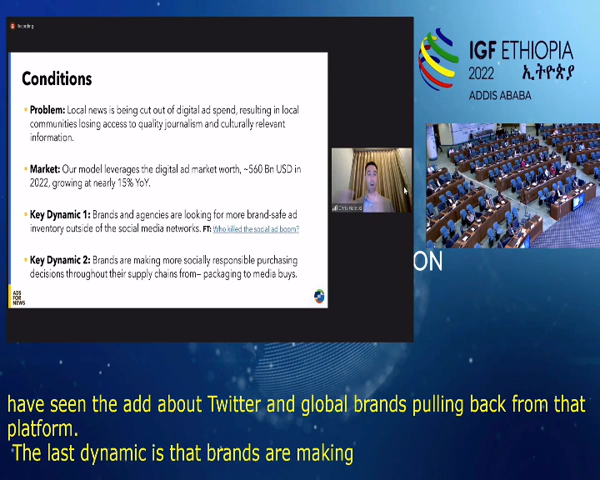 Recording
IGF ETHIOPIA
2022 ኢትዮጵያ
ADDIS ABABA
Conditions
Problem: Local news is being cut out of digital ad spend, resulting in local
communities losing access to quality journalism and culturally relevant
information.
Market: Our model leverages the digital ad market worth, ~560 Bn USD in
2022, growing at nearly 15% YoY.
Key Dynamic 1: Brands and agencies are looking for more brand-safe ad
inventory outside of the social media networks. FT: Who killed the social ad boom?
Key Dynamic 2: Brands are making more socially responsible purchasing
decisions throughout their supply chains from– packaging to media buys.
ADS
FOR
NEWS
ON
have seen the add about Twitter and global brands pulling back from that
platform.
The last dynamic is that brands are making